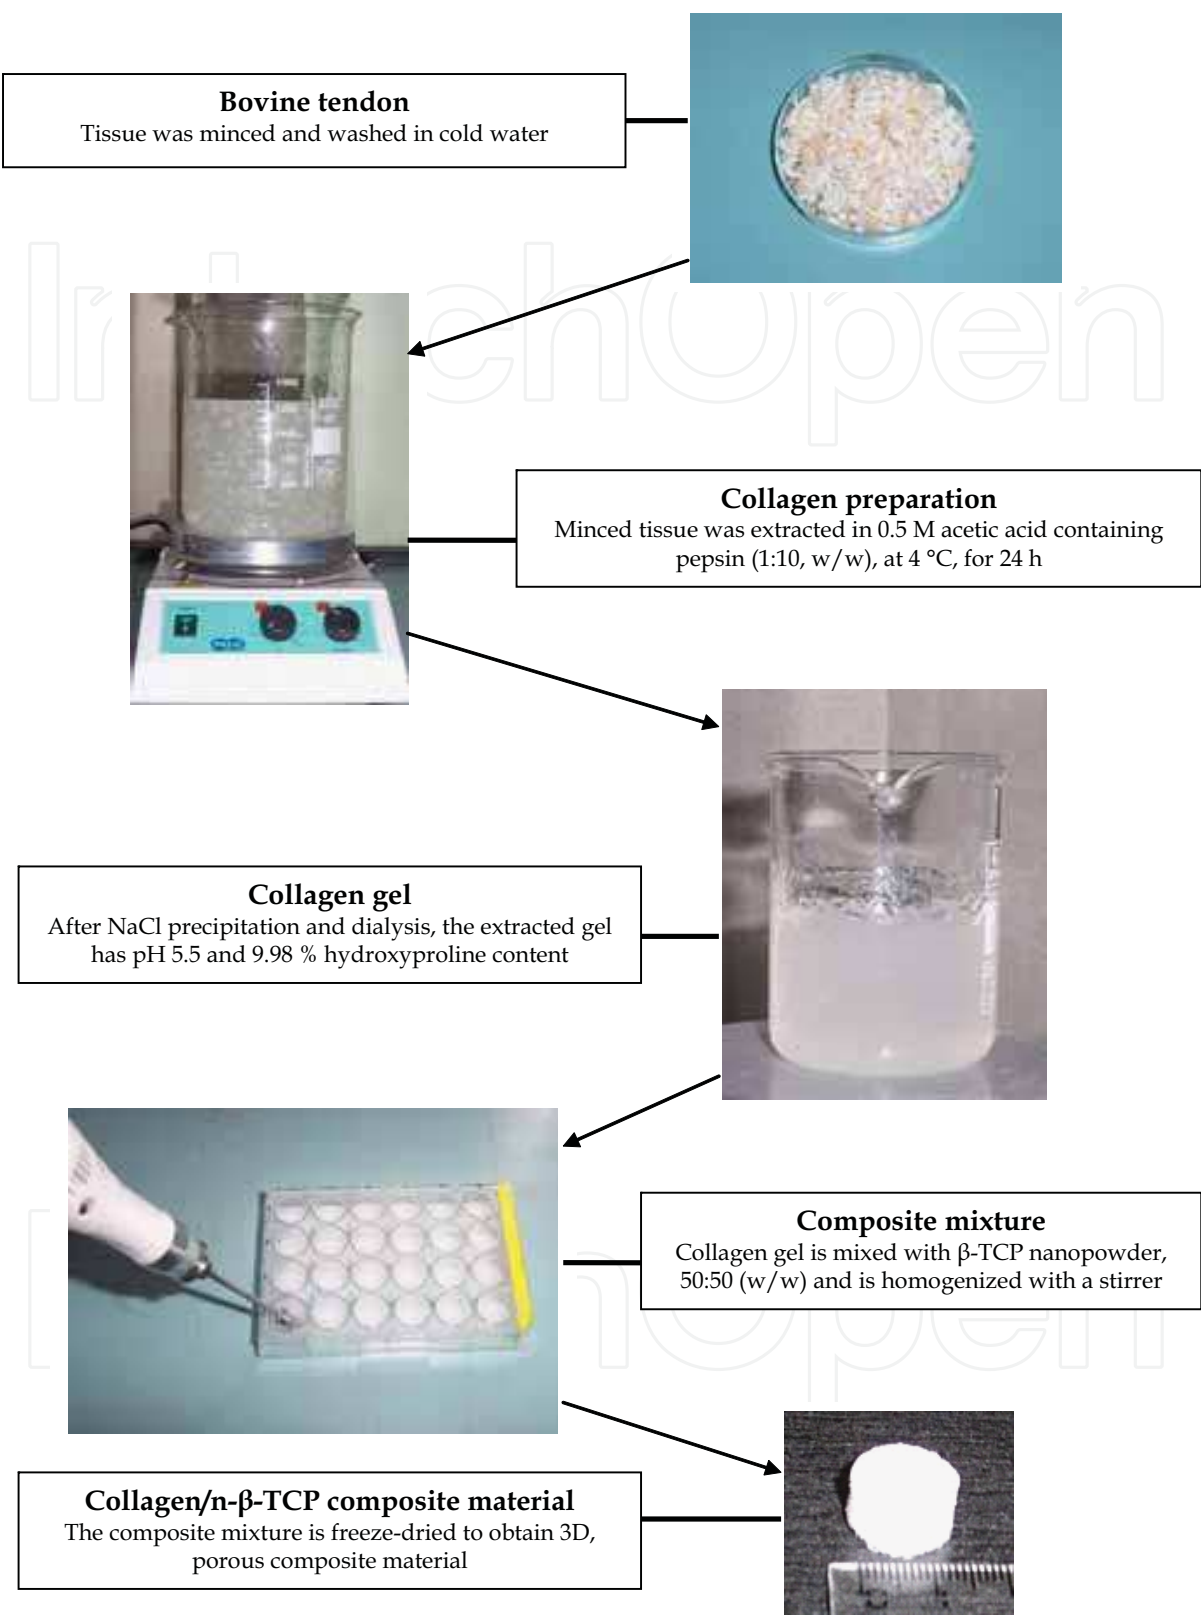 Bovine tendon
Tissue was minced and washed in cold water
IntechOpen
Collagen preparation
Minced tissue was extracted in 0.5 M acetic acid containing
pepsin (1:10, w/w), at 4 °C, for 24 h
Collagen gel
After NaCl precipitation and dialysis, the extracted gel
has pH 5.5 and 9.98 % hydroxyproline content
Composite mixture
Collagen gel is mixed with β-TCP nanopowder,
50:50 (w/w) and is homogenized with a stirrer
IntechOpen
Collagen/n-β-TCP composite material
The composite mixture is freeze-dried to obtain 3D,
porous composite material